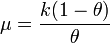 μ = k(1 − θ) / θ